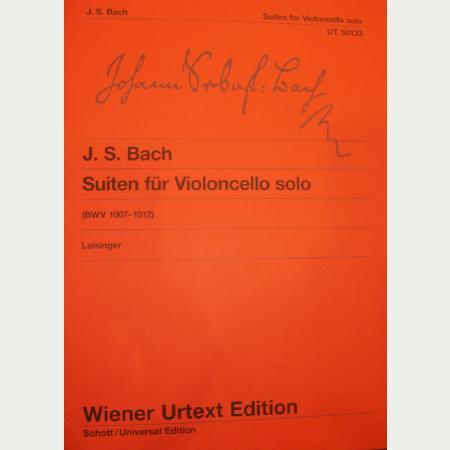 J. S. Bach
Suites for Violoncello solo
UT 50133
J. S. Bach
Suiten für Violoncello solo
(BWV 1007–1012)
Leisinger
Wiener Urtext Edition
Schott/Universal Edition